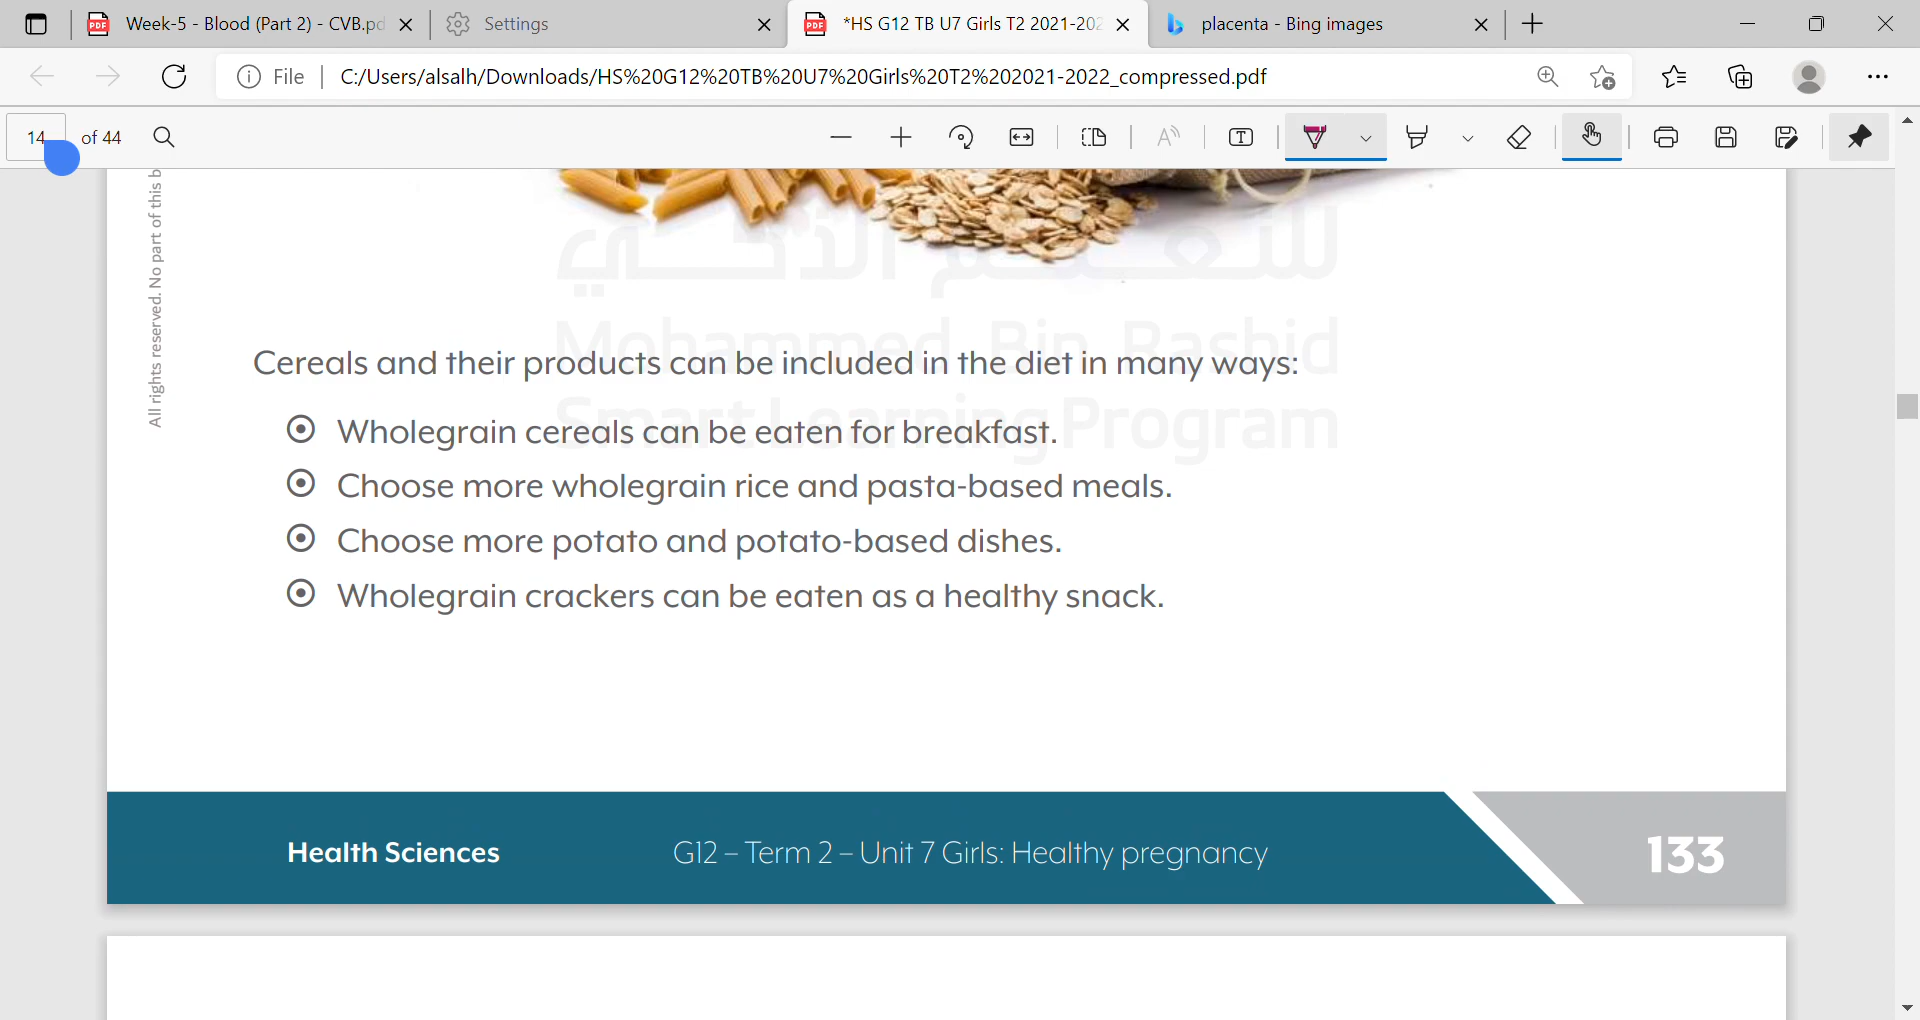 Week-5 - Blood (Part 2) - CVB.pd
Settings
*HS G12 TB U7 Girls T2 2021-202
placenta - Bing images
File
C:/Users/alsalh/Downloads/HS%20G12%20TB%20U7%20Girls%20T2%202021-2022_compressed.pdf
14
of 44
All rights reserved. No part of this b
للتعلم الذكي
Mohammed Bin Rashid
Smart Learning Program
Cereals and their products can be included in the diet in many ways:
Wholegrain cereals can be eaten for breakfast.
Choose more wholegrain rice and pasta-based meals.
Choose more potato and potato-based dishes.
Wholegrain crackers can be eaten as a healthy snack.
Health Sciences
G12 – Term 2 – Unit 7 Girls: Healthy pregnancy
133